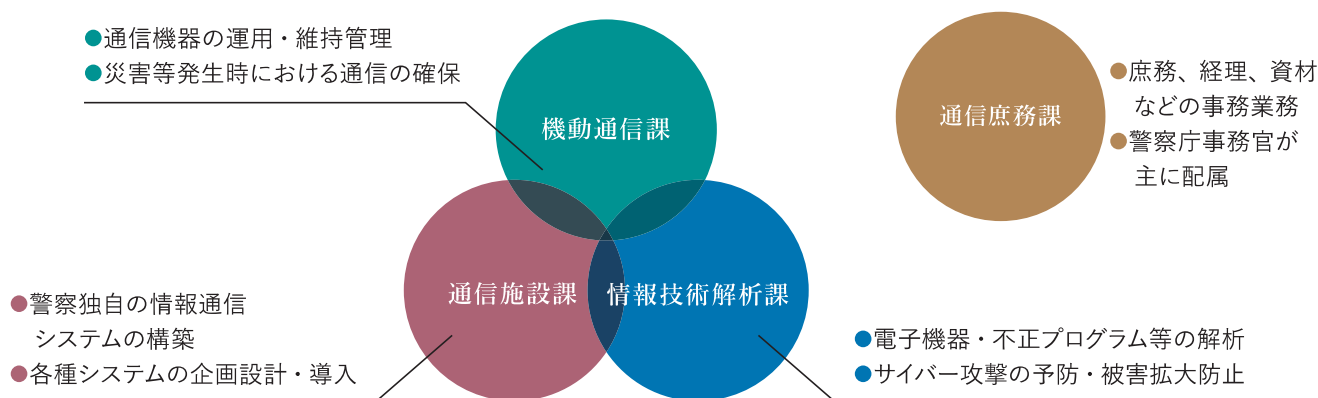 ●通信機器の運用・維持管理
●災害等発生時における通信の確保
機動通信課
通信庶務課
●庶務、経理、資材
などの事務業務
●警察庁事務官が
主に配属
通信施設課
情報技術解析課
●警察独自の情報通信
システムの構築
●各種システムの企画設計・導入
●電子機器・不正プログラム等の解析
●サイバー攻撃の予防・被害拡大防止